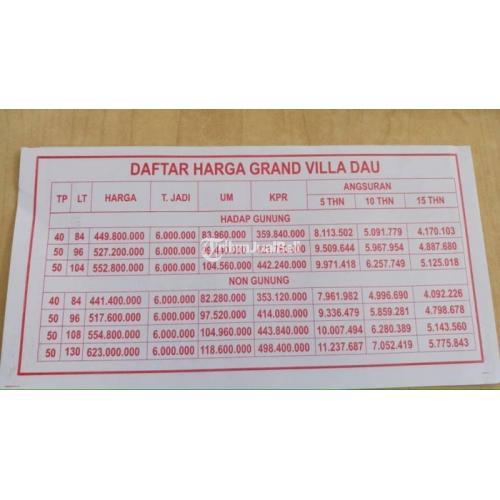 DAFTAR HARGA GRAND VILLA DAU
TP LT HARGA T. JADI UM KPR ANGSURAN
5 THN 10 THN 15 THN
HADAP GUNUNG
40 84 449.800.000 6.000.000 83.960.000 359.840.000 8.113.502 5.091.779 4.170.103
50 96 527.200.000 6.000.000 9.509.644 5.967.954 4.887.680
50 104 552.800.000 6.000.000 104.560.000 442.240.000 9.971.418 6.257.749 5.125.018
NON GUNUNG
40 84 441.400.000 6.000.000 82.280.000 353.120.000 7.961.982 4.996.690 4.092.226
50 96 517.600.000 6.000.000 97.520.000 414.080.000 9.336.479 5.859.281 4.798.678
50 108 554.800.000 6.000.000 104.960.000 443.840.000 10.007.494 6.280.389 5.143.560
50 130 623.000.000 6.000.000 118.600.000 498.400.000 11.237.687 7.052.419 5.775.843